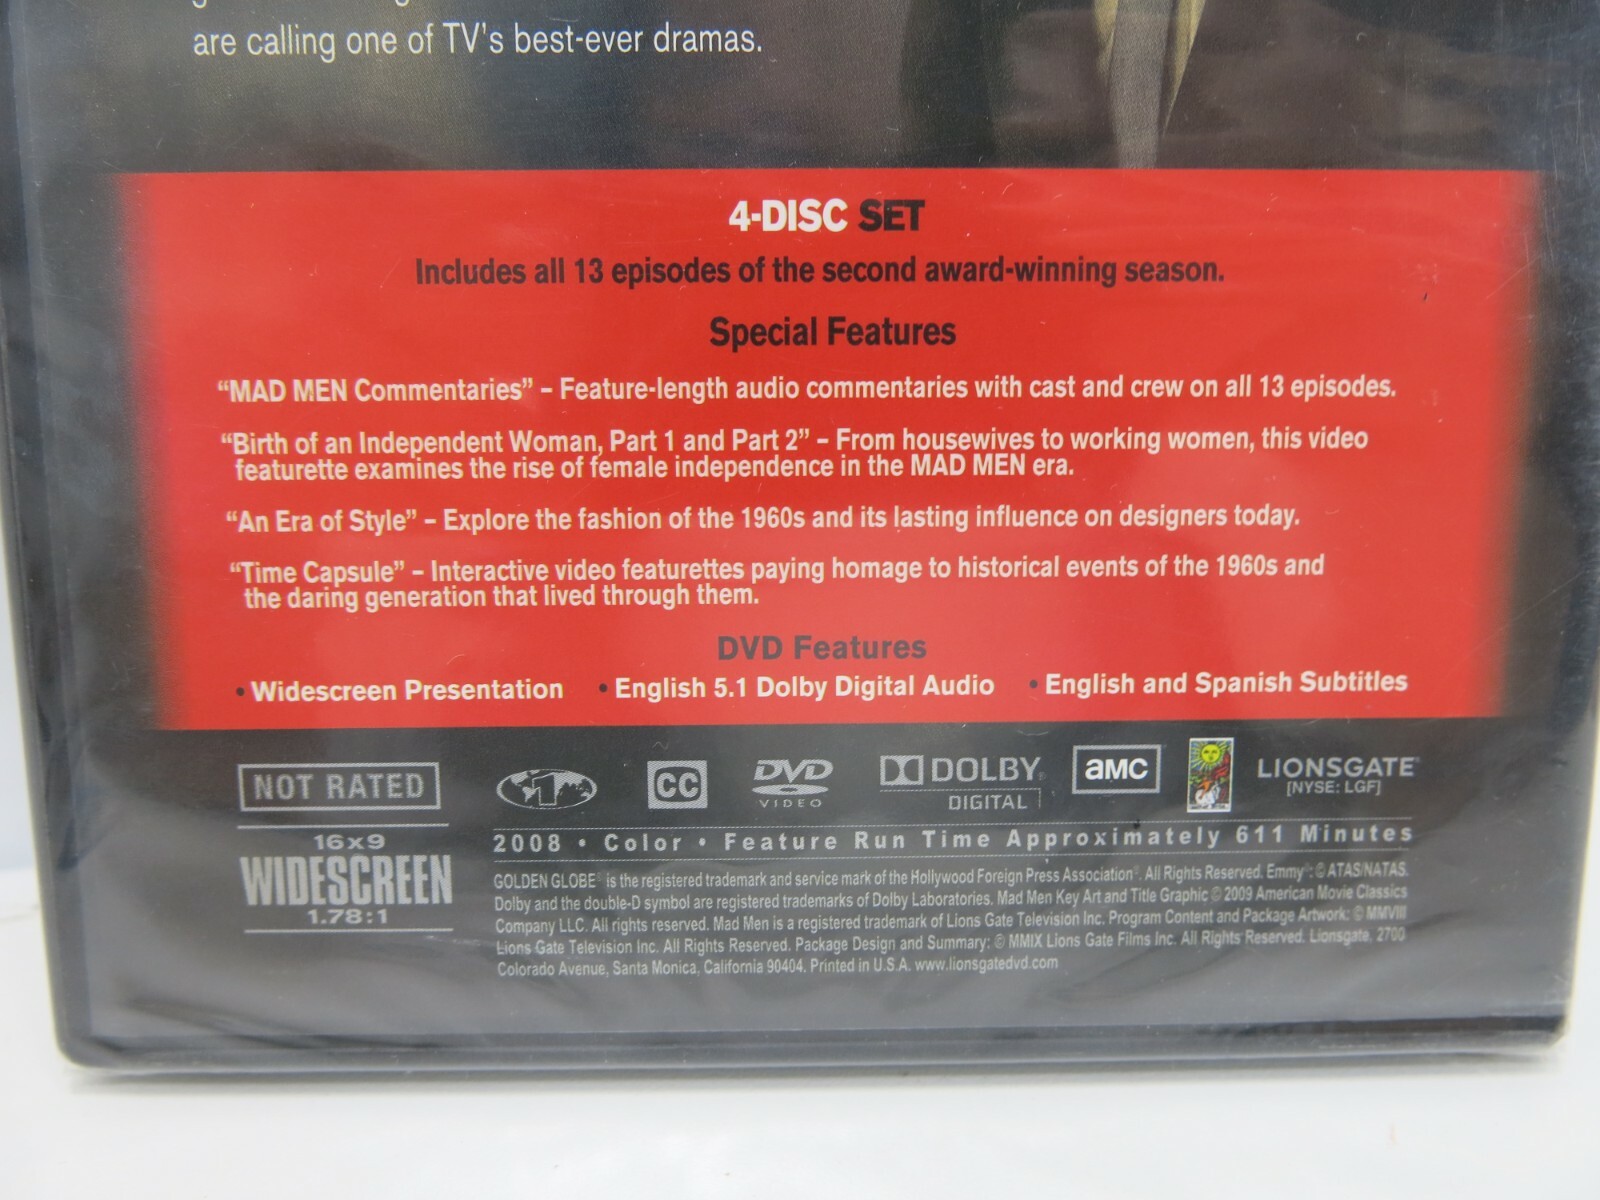 are calling one of TV's best-ever dramas.
4-DISC SET
Includes all 13 episodes of the second award-winning season.
Special Features
“MAD MEN Commentaries” – Feature-length audio commentaries with cast and crew on all 13 episodes.
“Birth of an Independent Woman, Part 1 and Part 2” – From housewives to working women, this video
featurette examines the rise of female independence in the MAD MEN era.
“An Era of Style” – Explore the fashion of the 1960s and its lasting influence on designers today.
“Time Capsule” – Interactive video featurettes paying homage to historical events of the 1960s and
the daring generation that lived through them.
DVD Features
• Widescreen Presentation • English 5.1 Dolby Digital Audio • English and Spanish Subtitles
NOT RATED 1 CC DVD VIDEO DOLBY DIGITAL aMC LIONSGATE
[NYSE: LGF]
16x9
WIDESCREEN
1.78:1
2008 • Color • Feature Run Time Approximately 611 Minutes
GOLDEN GLOBE® is the registered trademark and service mark of the Hollywood Foreign Press Association®. All Rights Reserved. Emmy®: © ATAS/NATAS.
Dolby and the double-D symbol are registered trademarks of Dolby Laboratories. Mad Men Key Art and Title Graphic © 2009 American Movie Classics
Company LLC. All rights reserved. Mad Men is a registered trademark of Lions Gate Television Inc. Program Content and Package Artwork: © MMVIII
Lions Gate Television Inc. All Rights Reserved. Package Design and Summary: © MMIX Lions Gate Films Inc. All Rights Reserved. Lionsgate, 2700
Colorado Avenue, Santa Monica, California 90404. Printed in U.S.A. www.lionsgatedvd.com